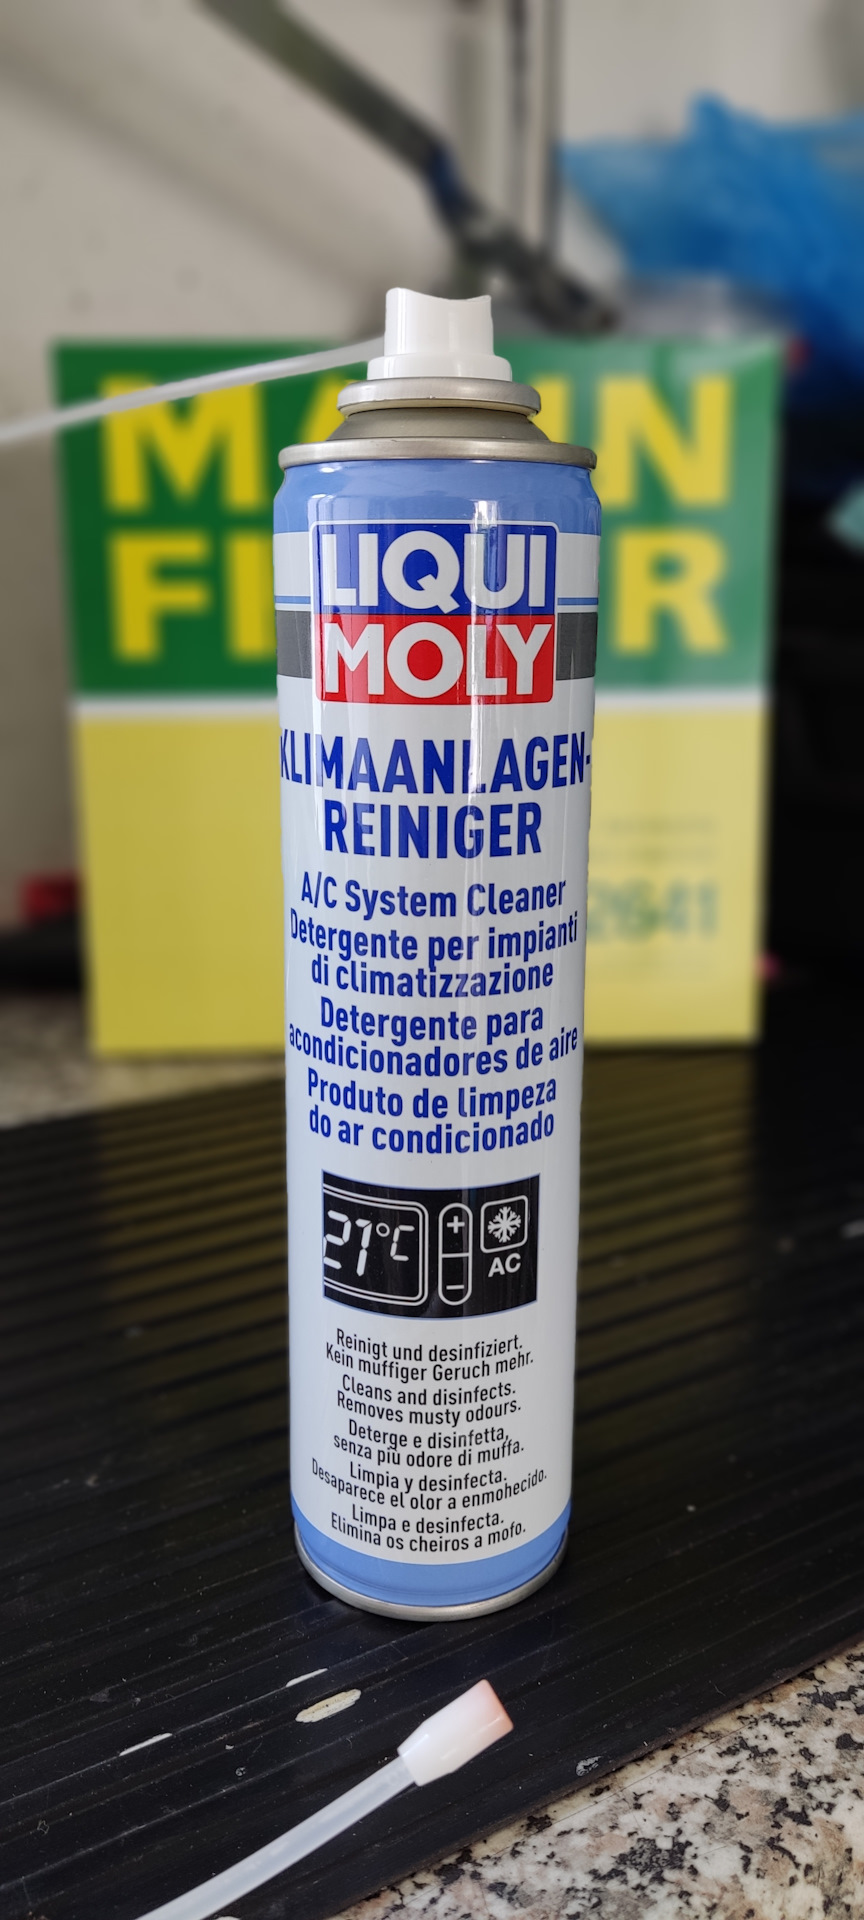 LIQUI
MOLY
KLIMAANLAGEN-
REINIGER
A/C System Cleaner
Detergente per impianti
di climatizzazione
Detergente para
acondicionadores de aire
Produto de limpeza
do ar condicionado
21°C
+
-
AC
Reinigt und desinfiziert.
Kein muffiger Geruch mehr.
Cleans and disinfects.
Removes musty odours.
Deterge e disinfetta,
senza più odore di muffa.
Limpia y desinfecta.
Desaparece el olor a enmohecido.
Limpa e desinfecta.
Elimina os cheiros a mofo.